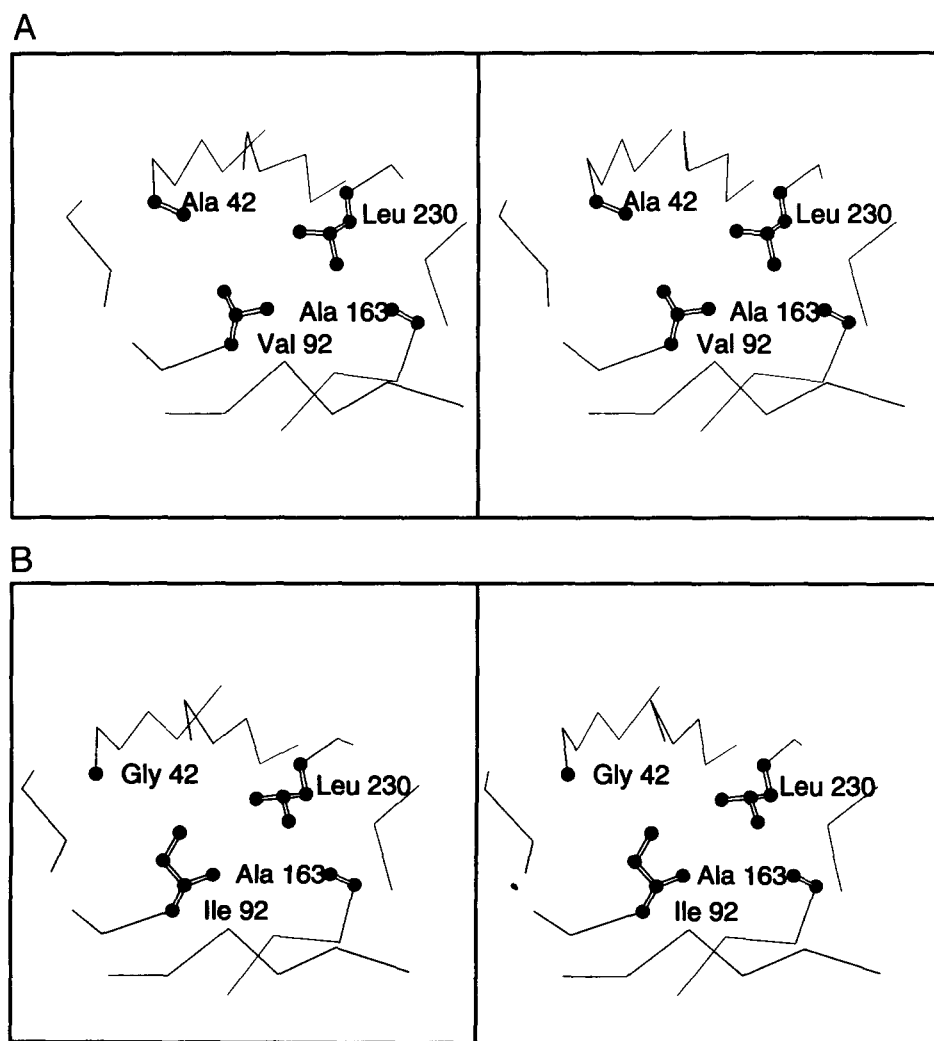 A
Ala 42 Leu 230 Ala 42 Leu 230
Ala 163 Ala 163
Val 92 Val 92
B
Gly 42 Leu 230 Gly 42 Leu 230
Ala 163 Ala 163
Ile 92 Ile 92